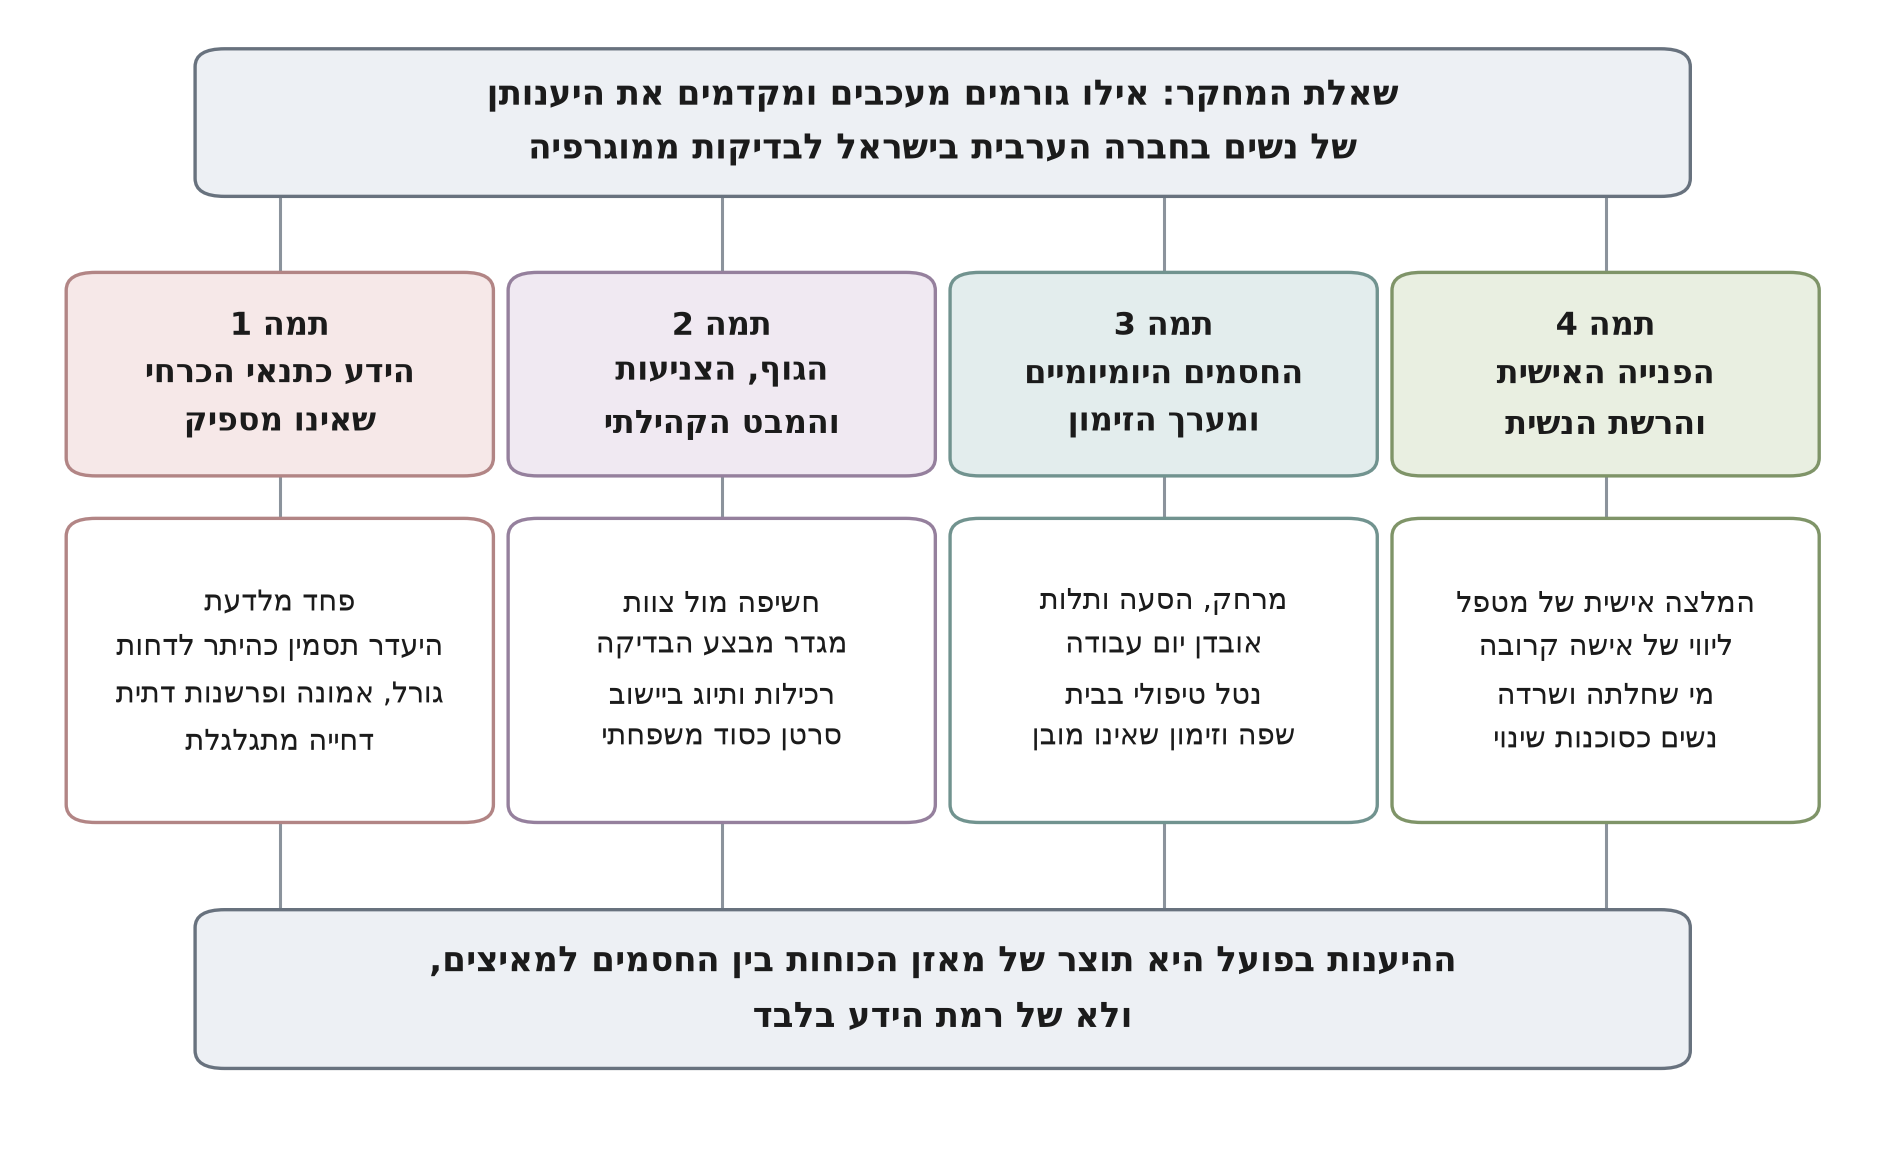 שאלת המחקר: אילו גורמים מעכבים ומקדמים את היענותן
של נשים בחברה הערבית בישראל לבדיקות ממוגרפיה
תמה 1
הידע כתנאי הכרחי
שאינו מספיק
פחד מלדעת
היעדר תסמין כהיתר לדחות
גורל, אמונה ופרשנות דתית
דחייה מתגלגלת
תמה 2
הגוף, הצניעות
והמבט הקהילתי
חשיפה מול צוות
מגדר מבצע הבדיקה
רכילות ותיוג ביישוב
סרטן כסוד משפחתי
תמה 3
החסמים היומיומיים
ומערך הזימון
מרחק, הסעה ותלות
אובדן יום עבודה
נטל טיפולי בבית
שפה וזימון שאינו מובן
תמה 4
הפנייה האישית
והרשת הנשית
המלצה אישית של מטפל
ליווי של אישה קרובה
מי שחלתה ושרדה
נשים כסוכנות שינוי
ההיענות בפועל היא תוצר של מאזן הכוחות בין החסמים למאיצים,
ולא של רמת הידע בלבד